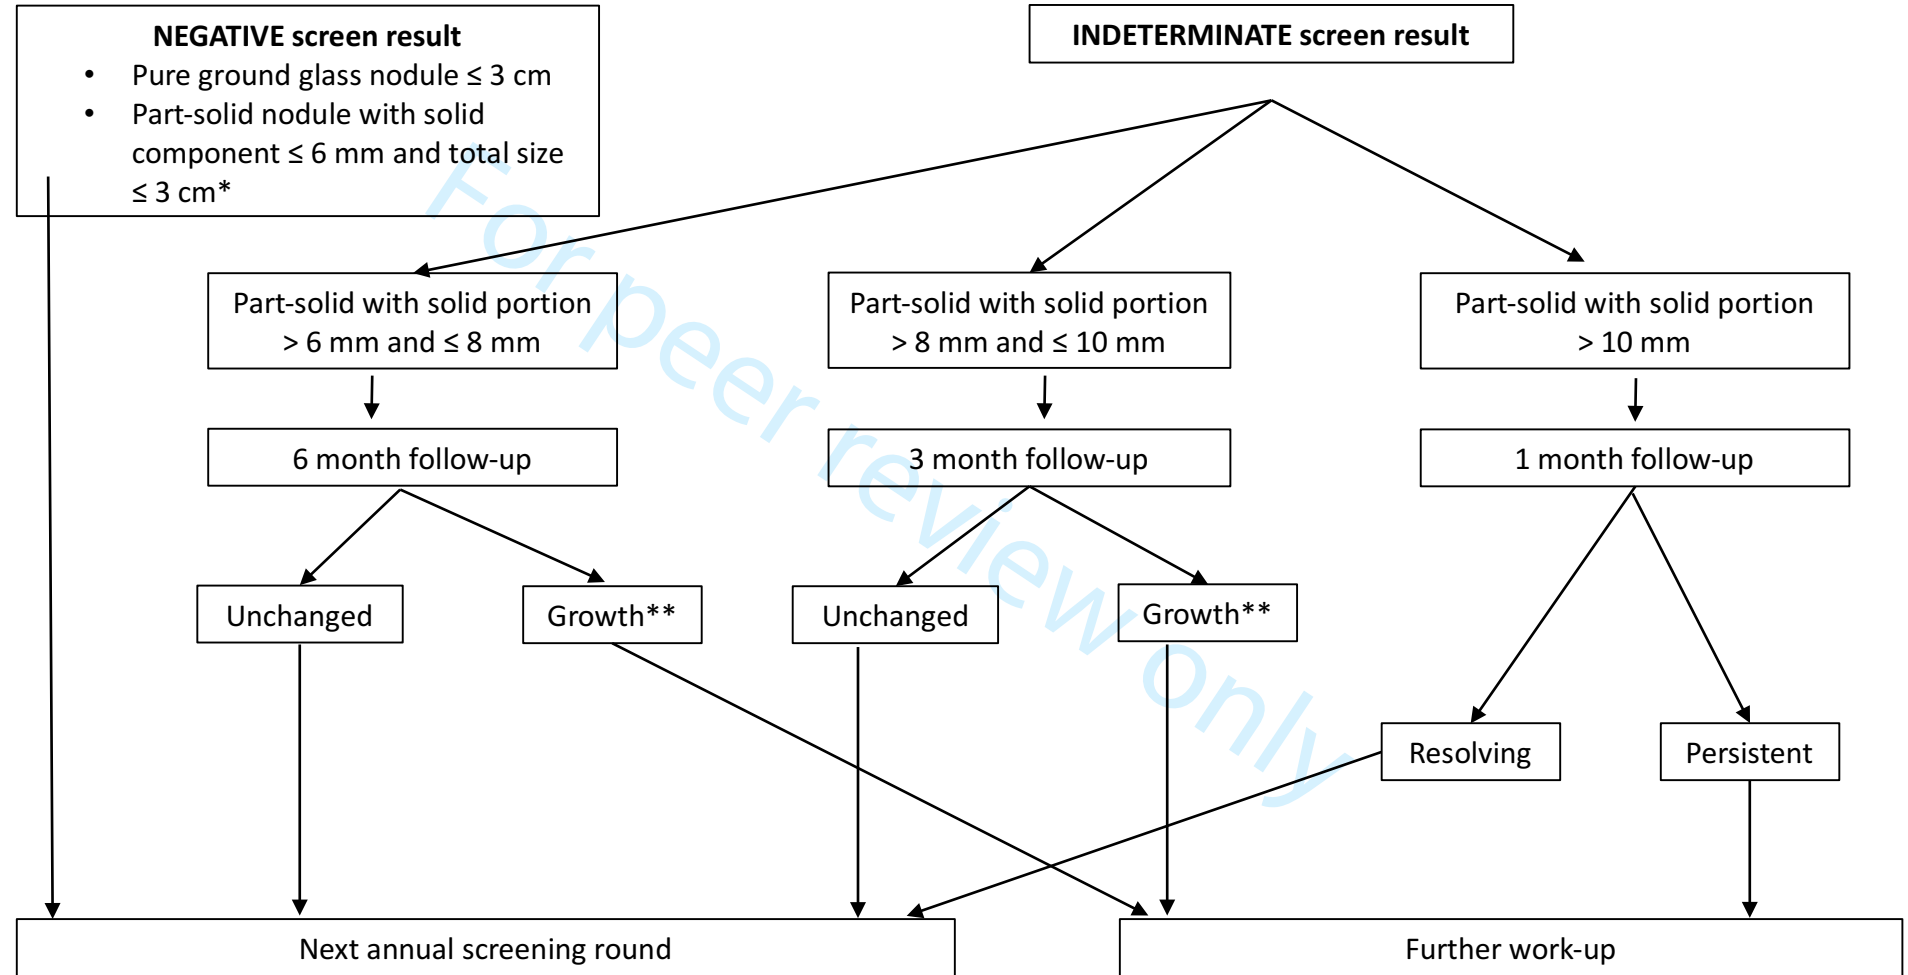 NEGATIVE screen result
• Pure ground glass nodule ≤ 3 cm
• Part-solid nodule with solid
component ≤ 6 mm and total size
≤ 3 cm*
INDETERMINATE screen result
Part-solid with solid portion
> 6 mm and ≤ 8 mm
Part-solid with solid portion
> 8 mm and ≤ 10 mm
Part-solid with solid portion
> 10 mm
6 month follow-up
3 month follow-up
1 month follow-up
Unchanged
Growth**
Unchanged
Growth**
Resolving
Persistent
Next annual screening round
Further work-up
For peer review only